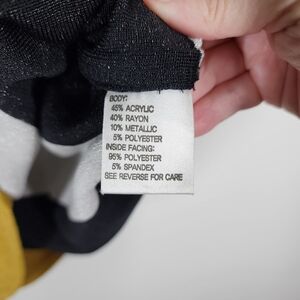 BODY:
45% ACRYLIC
40% RAYON
10% METALLIC
5% POLYESTER
INSIDE FACING:
95% POLYESTER
5% SPANDEX
SEE REVERSE FOR CARE